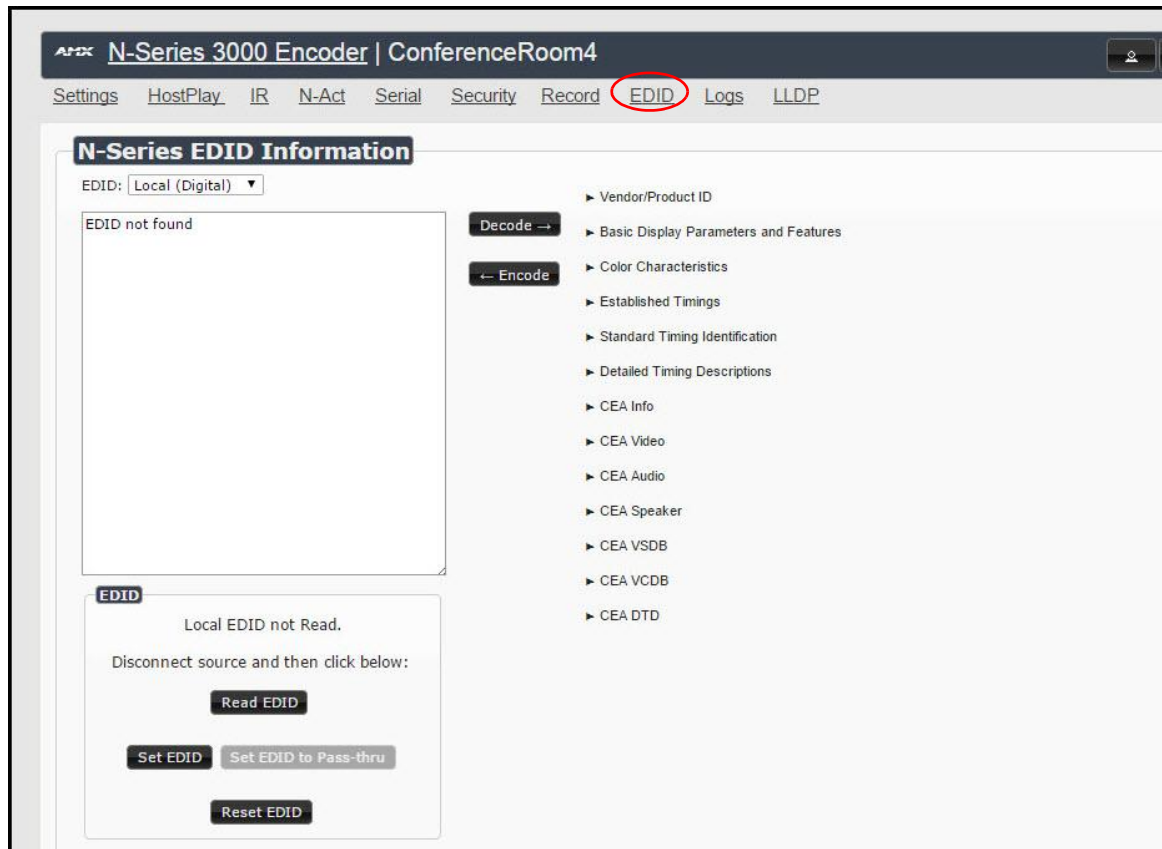 AMX N-Series 3000 Encoder | ConferenceRoom4
Settings HostPlay IR N-Act Serial Security Record EDID Logs LLDP
N-Series EDID Information
EDID: Local (Digital) ▼
EDID not found
Decode →
← Encode
► Vendor/Product ID
► Basic Display Parameters and Features
► Color Characteristics
► Established Timings
► Standard Timing Identification
► Detailed Timing Descriptions
► CEA Info
► CEA Video
► CEA Audio
► CEA Speaker
► CEA VSDB
► CEA VCDB
► CEA DTD
EDID
Local EDID not Read.
Disconnect source and then click below:
Read EDID
Set EDID Set EDID to Pass-thru
Reset EDID